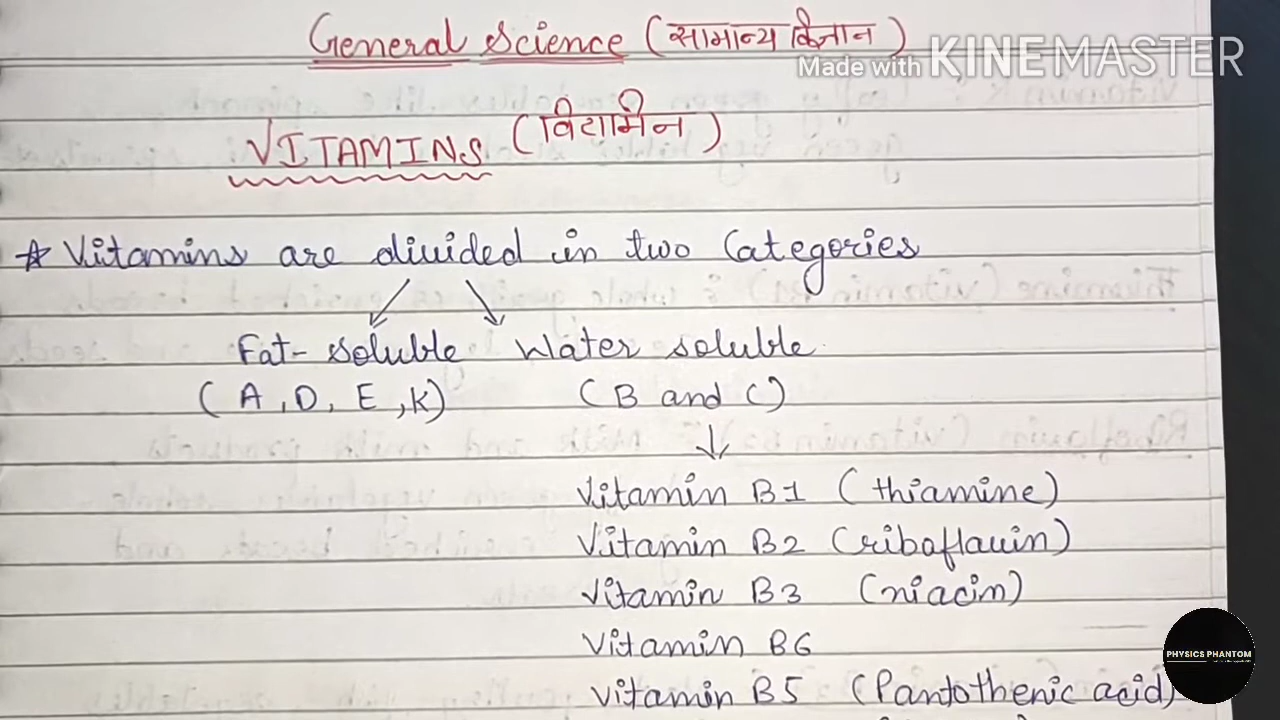 General Science (सामान्य विज्ञान)
Made with KINEMASTER
VITAMINS (विटामिन)
☆ Vitamins are divided in two Categories
Fat-soluble Water soluble
(A, D, E, K) (B and C)
Vitamin B1 (thiamine)
Vitamin B2 (riboflavin)
Vitamin B3 (niacin)
Vitamin B6
Vitamin B5 (Pantothenic acid)
PHYSICS PHANTOM